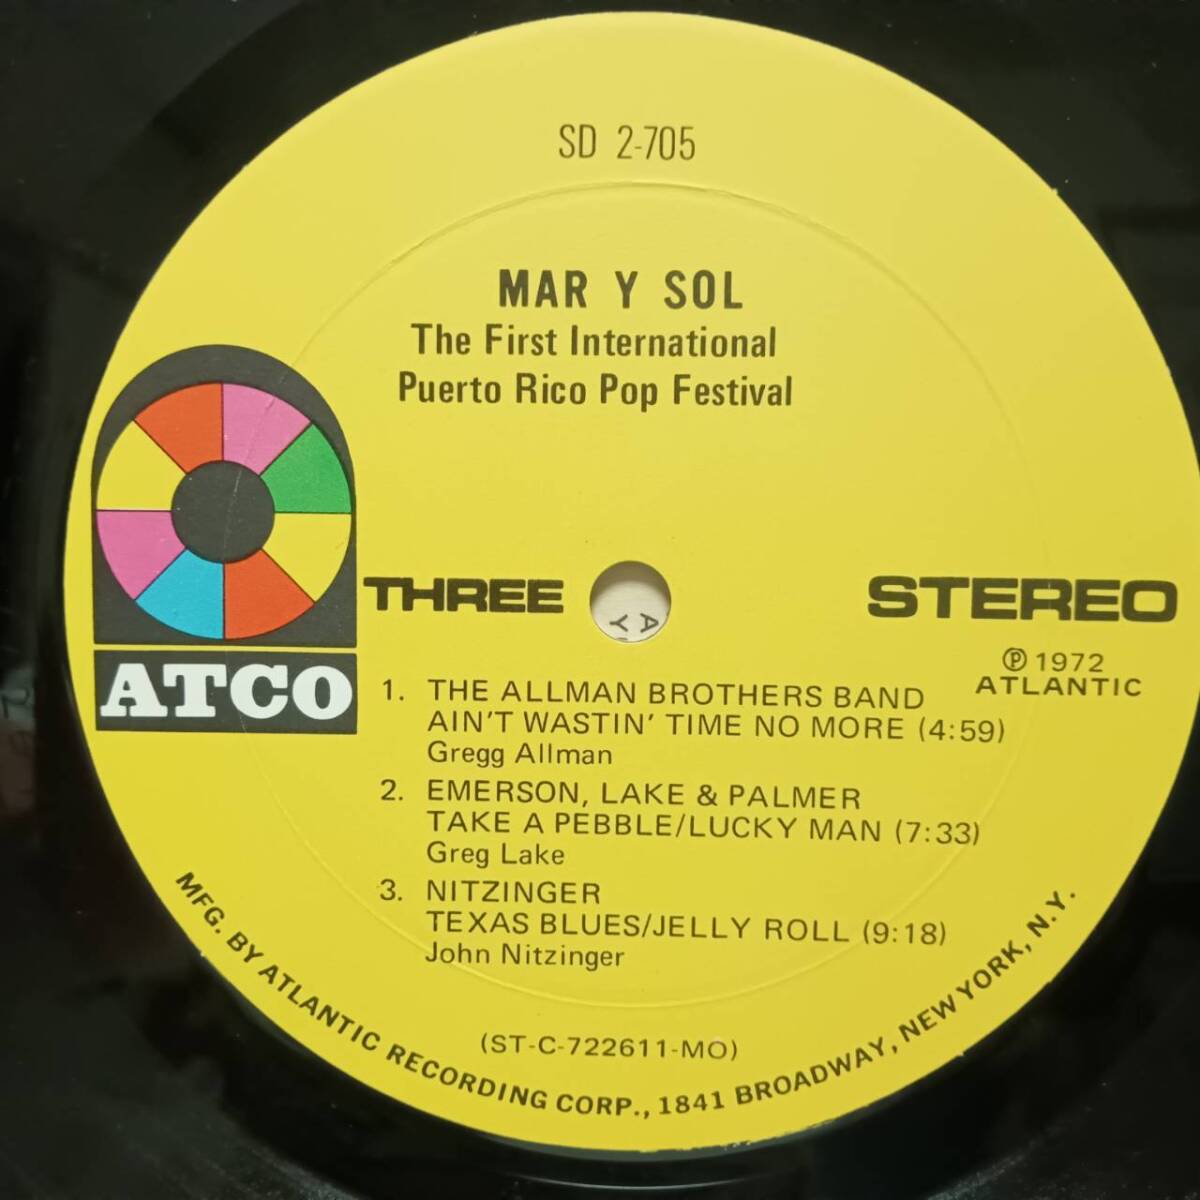 SD 2-705
MAR Y SOL
The First International
Puerto Rico Pop Festival
ATCO
THREE
A
Y
STEREO
℗ 1972
ATLANTIC
1. THE ALLMAN BROTHERS BAND
AIN'T WASTIN' TIME NO MORE (4:59)
Gregg Allman
2. EMERSON, LAKE & PALMER
TAKE A PEBBLE/LUCKY MAN (7:33)
Greg Lake
3. NITZINGER
TEXAS BLUES/JELLY ROLL (9:18)
John Nitzinger
(ST-C-722611-MO)
MFG. BY ATLANTIC RECORDING CORP., 1841 BROADWAY, NEW YORK, N.Y.